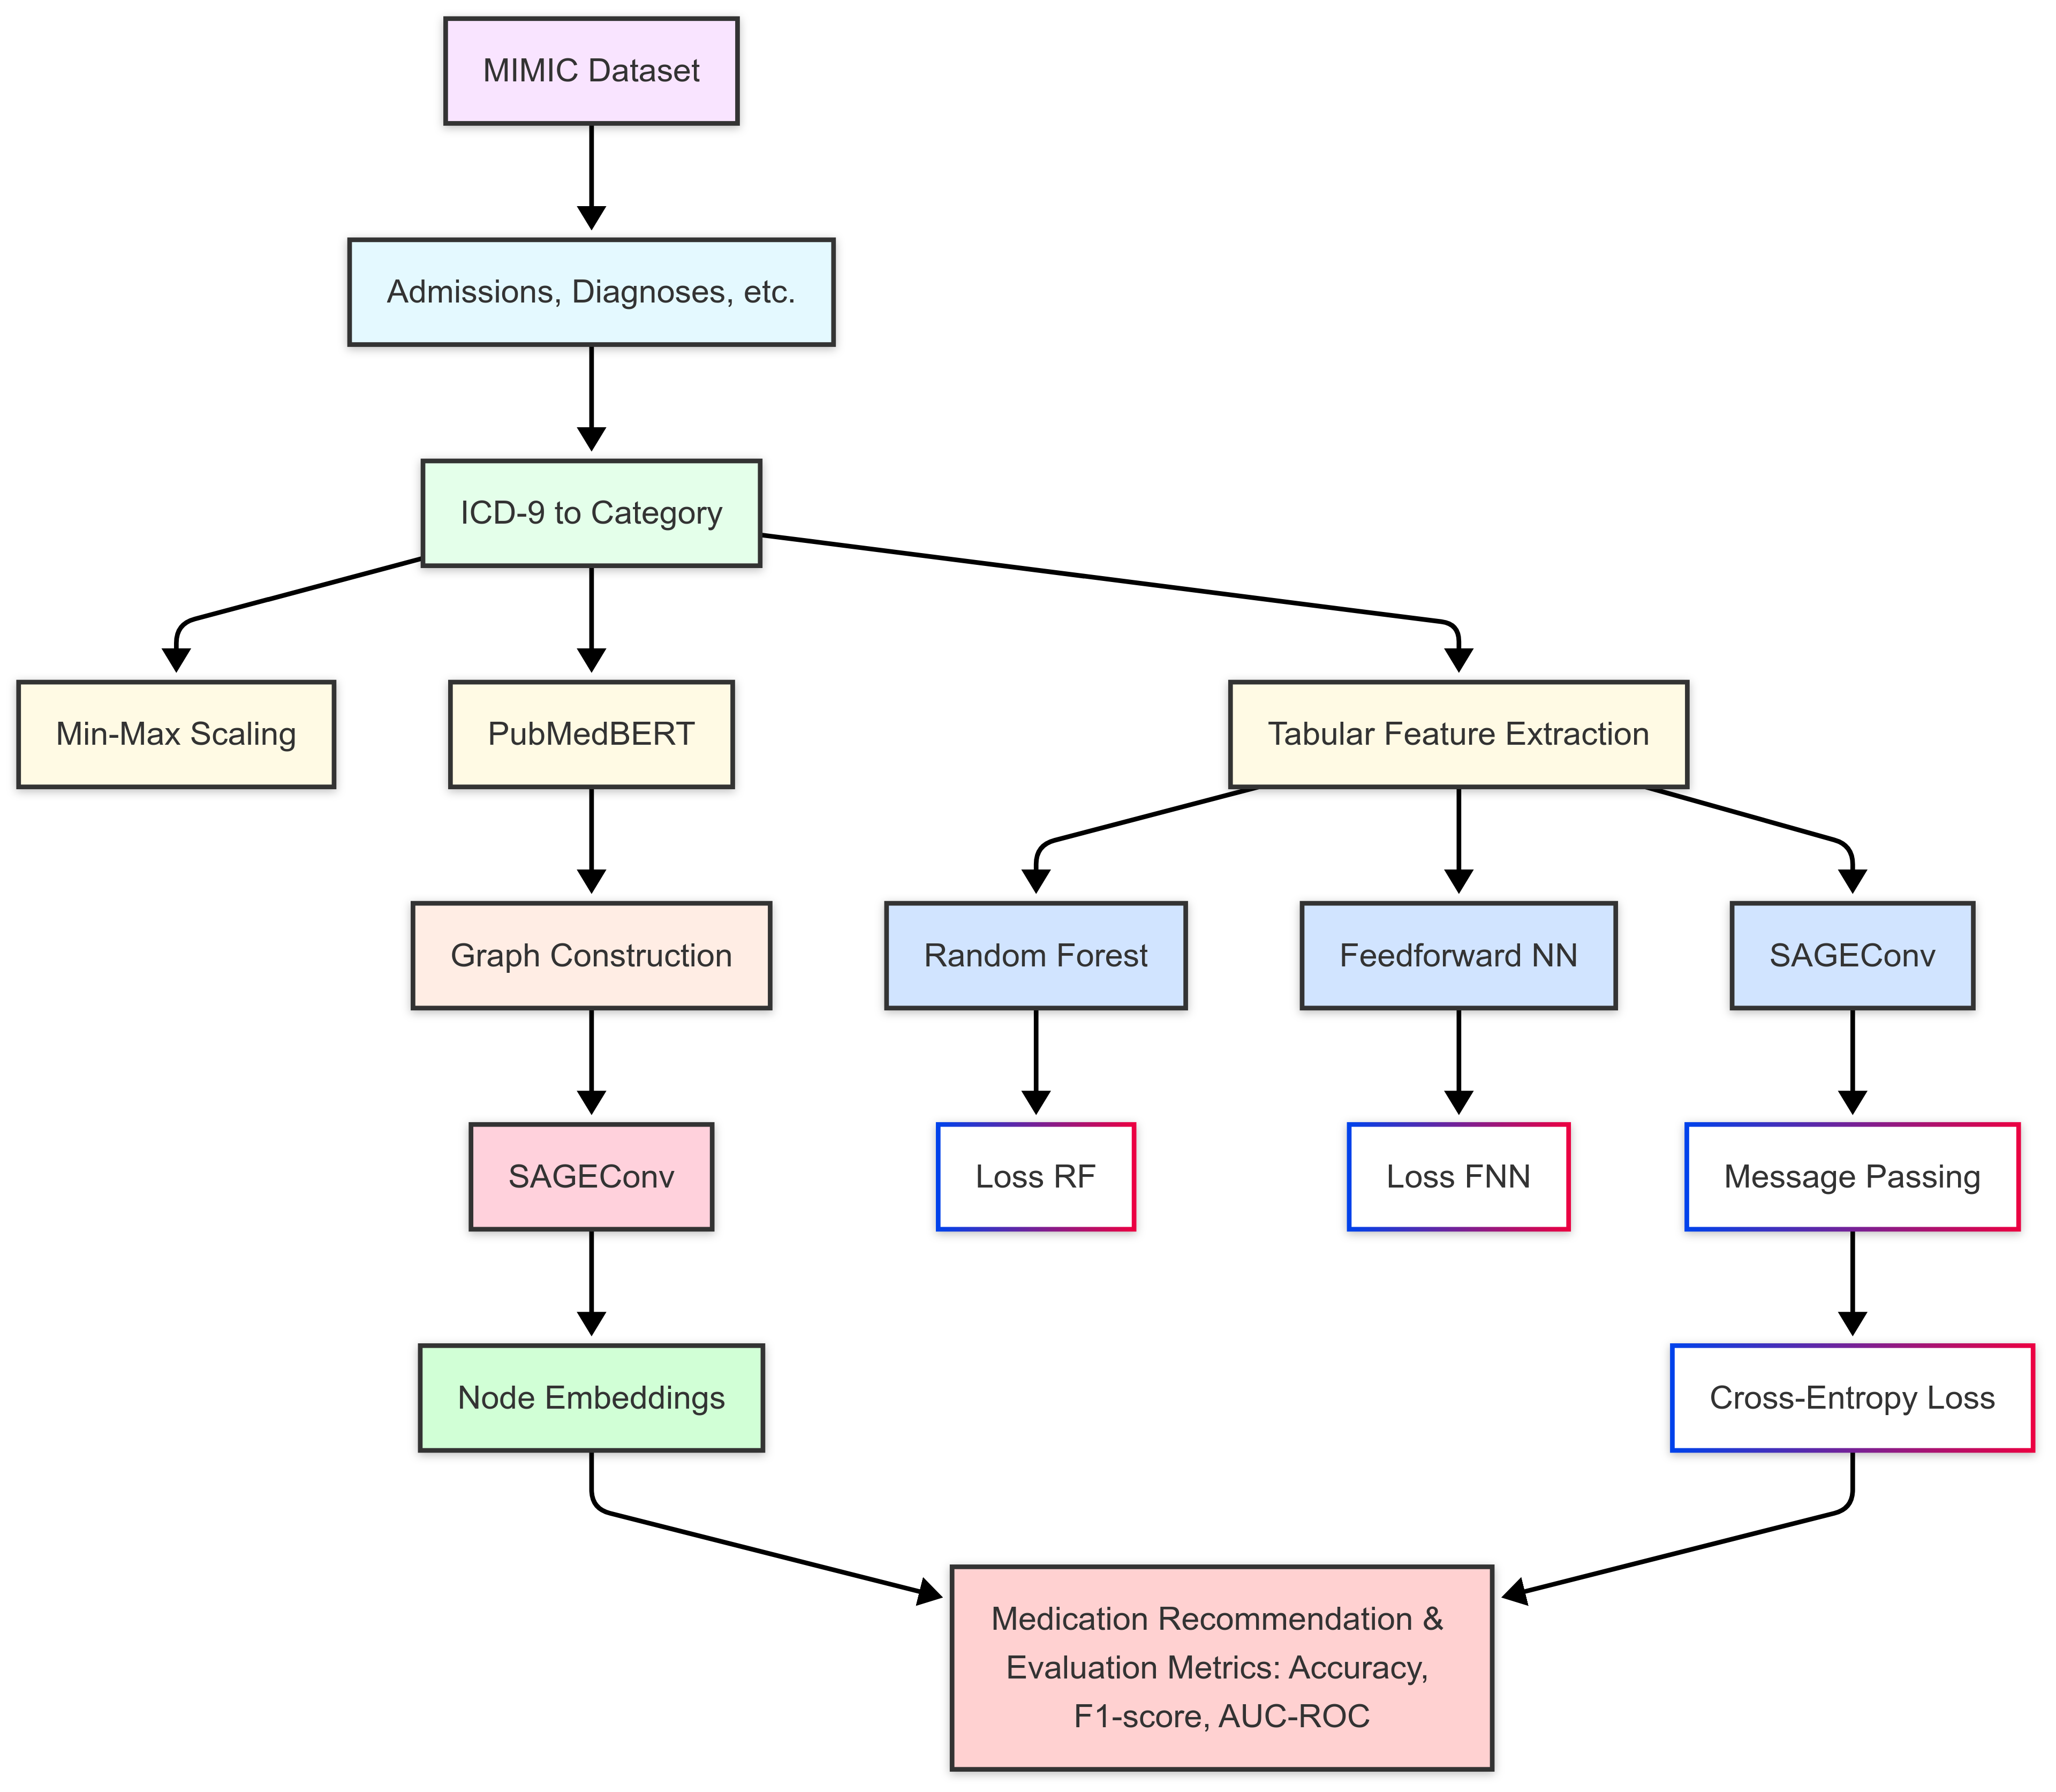 MIMIC Dataset
Admissions, Diagnoses, etc.
ICD-9 to Category
Min-Max Scaling
PubMedBERT
Tabular Feature Extraction
Graph Construction
Random Forest
Feedforward NN
SAGEConv
SAGEConv
Loss RF
Loss FNN
Message Passing
Node Embeddings
Cross-Entropy Loss
Medication Recommendation &
Evaluation Metrics: Accuracy,
F1-score, AUC-ROC